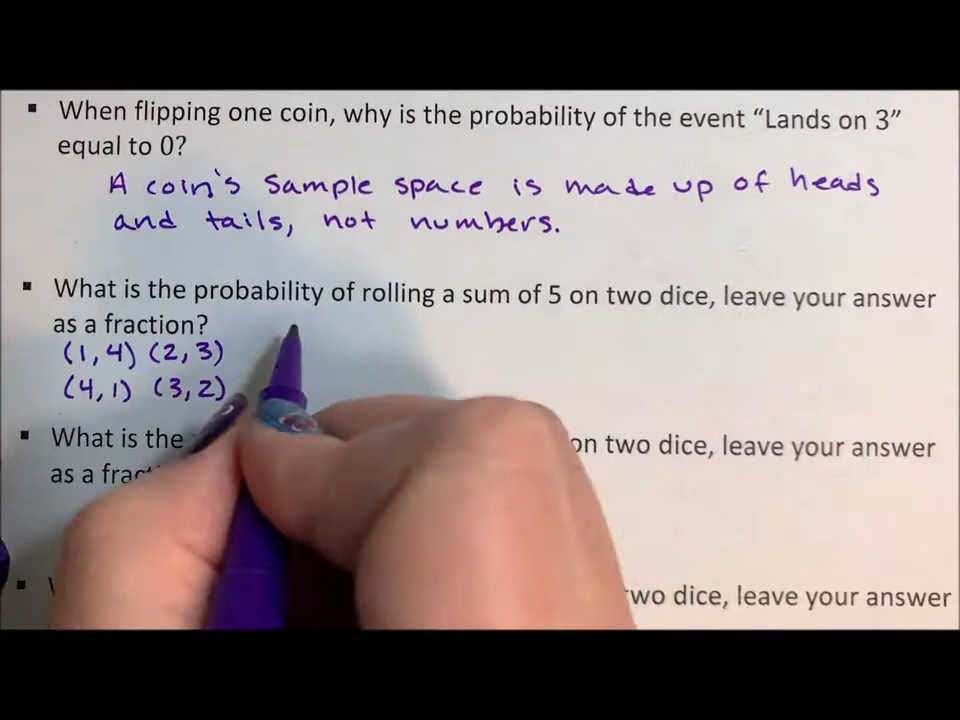 ▪ When flipping one coin, why is the probability of the event “Lands on 3”
equal to 0?
A coin's sample space is made up of heads
and tails, not numbers.
▪ What is the probability of rolling a sum of 5 on two dice, leave your answer
as a fraction?
(1, 4) (2, 3)
(4, 1) (3, 2)
▪ What is the on two dice, leave your answer
as a
▪ two dice, leave your answer